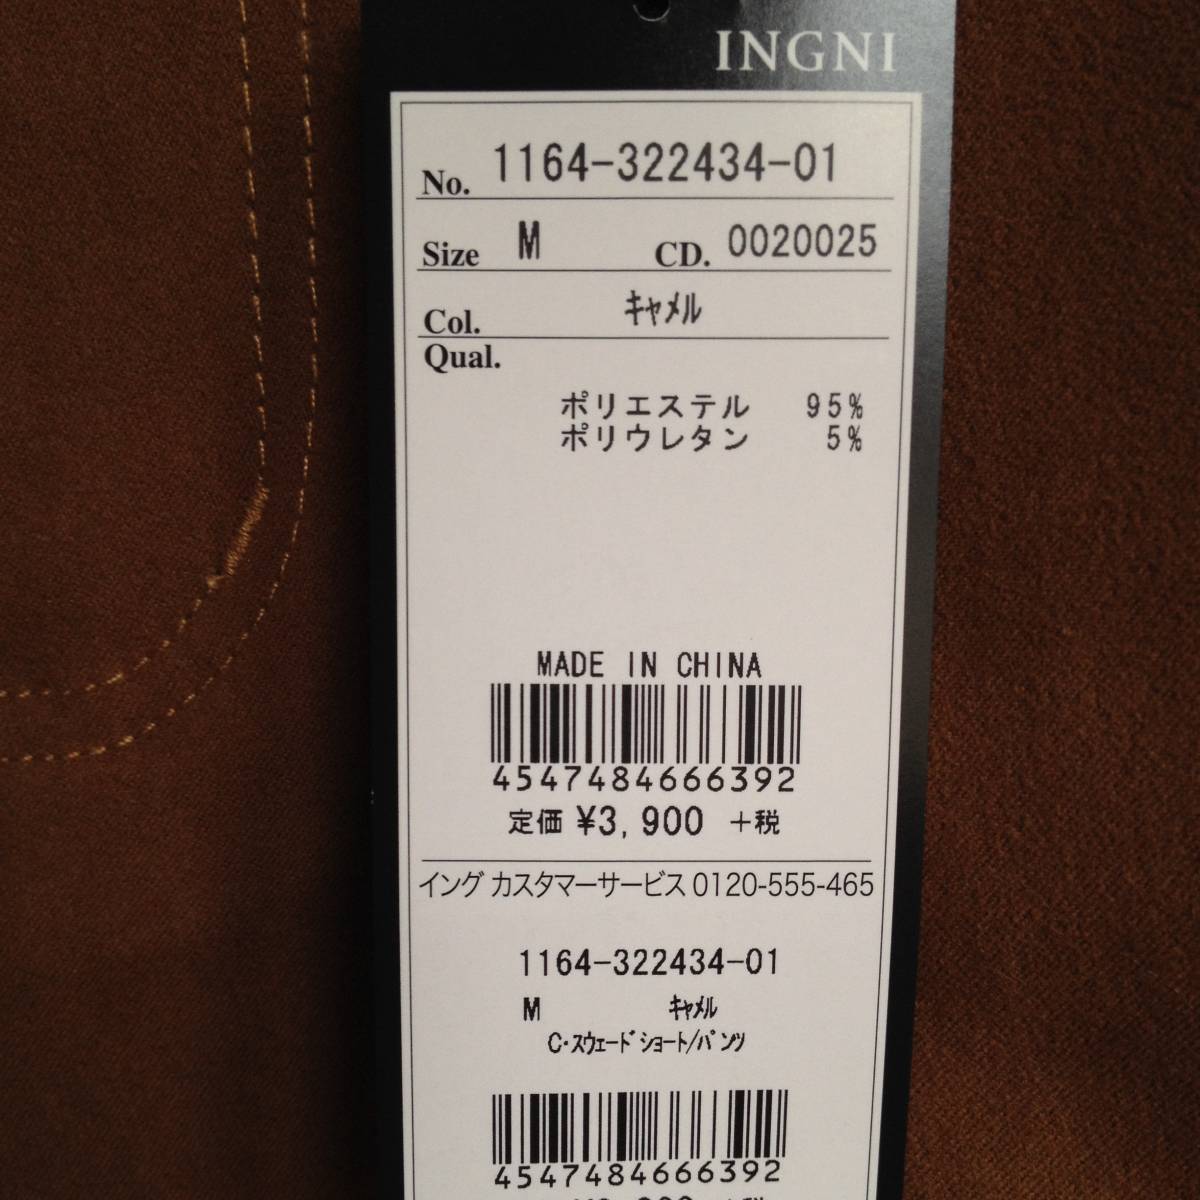 INGNI
No. 1164-322434-01
Size M CD. 0020025
Col. ｷｬﾒﾙ
Qual.
ポリエステル 95%
ポリウレタン 5%
MADE IN CHINA
4547484666392
定価 ¥3,900 +税
イング カスタマーサービス 0120-555-465
1164-322434-01
M ｷｬﾒﾙ
C･ｽｳｪｰﾄﾞｼｮｰﾄ/ﾊﾟﾝﾂ
4547484666392